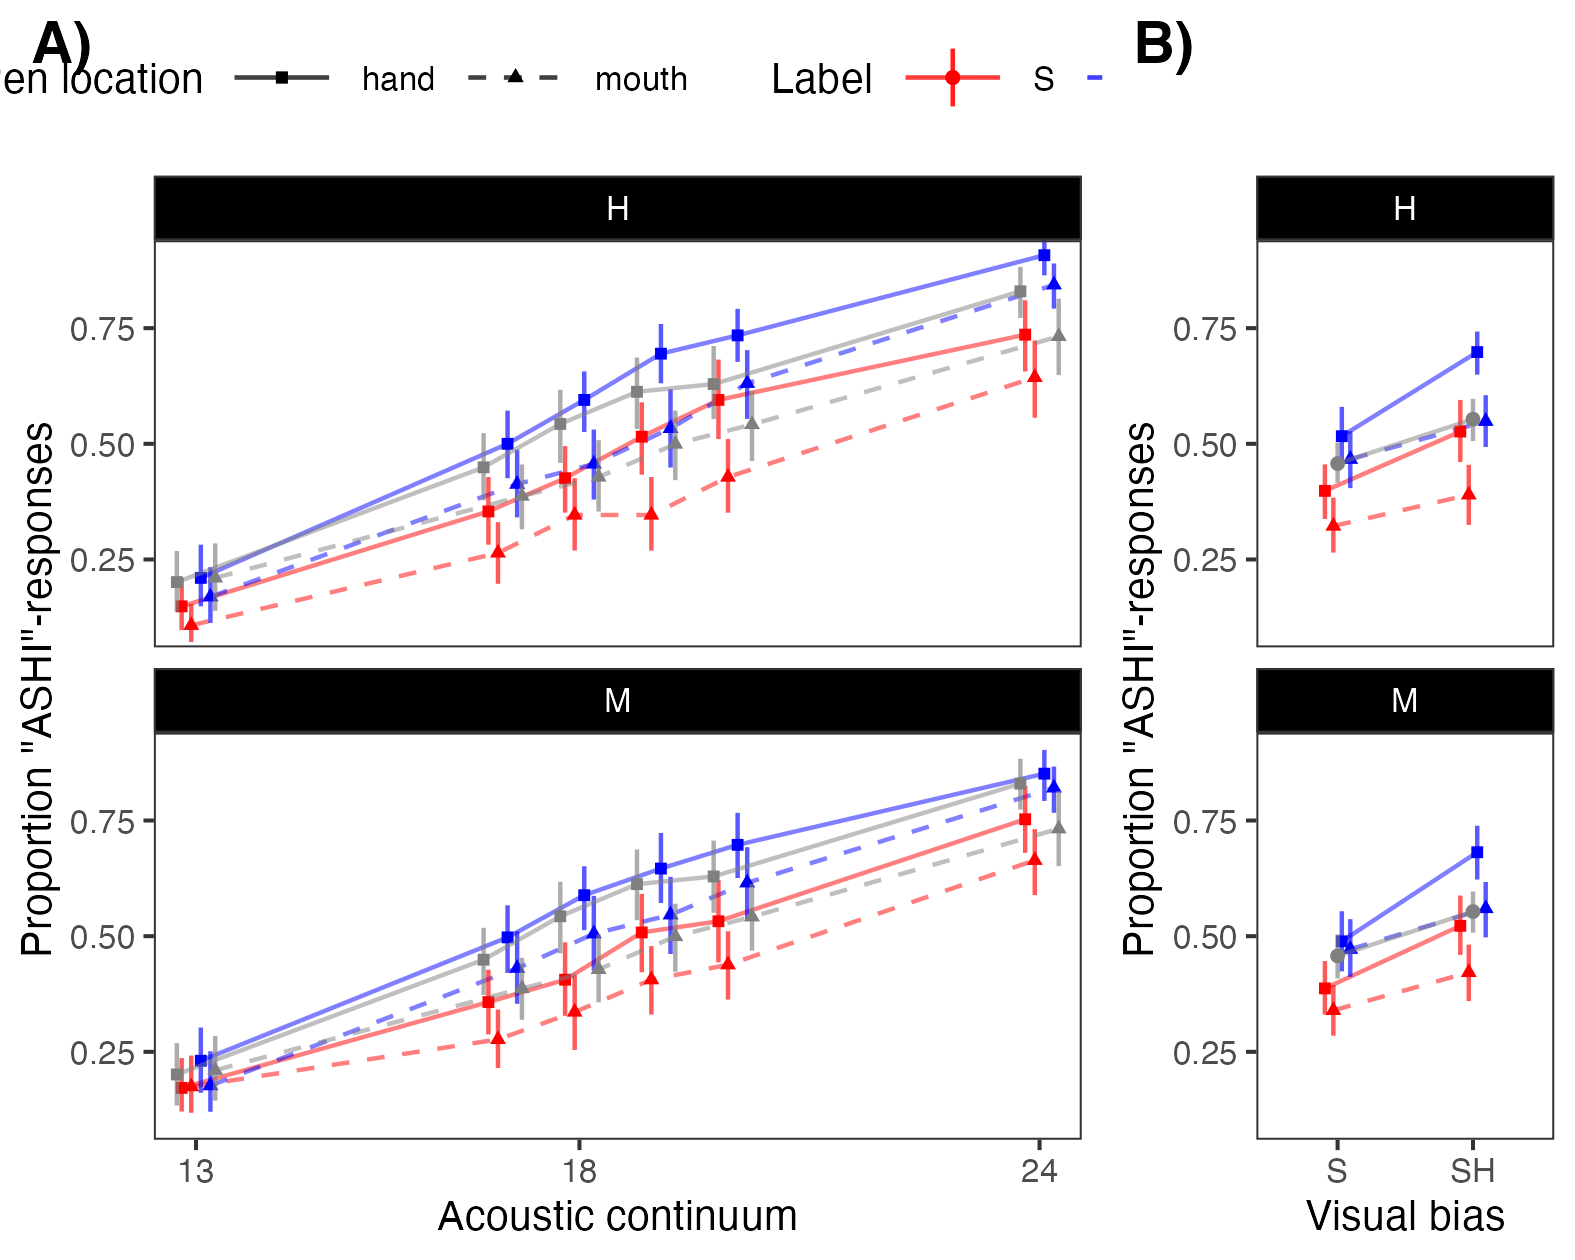 A)
en location hand mouth Label S
H
0.75
0.50
0.25
M
0.75
0.50
0.25
13 18 24
Acoustic continuum
Proportion "ASHI"-responses
B)
H
0.75
0.50
0.25
M
0.75
0.50
0.25
S SH
Visual bias
Proportion "ASHI"-responses